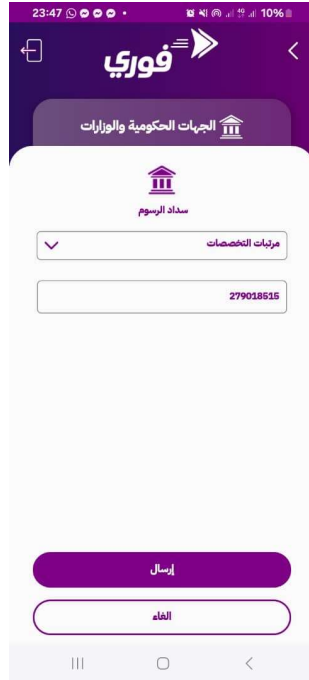 23:47
10%
فوري
الجهات الحكومية والوزارات
سداد الرسوم
مرتبات التخصصات
279018515
إرسال
الغاء